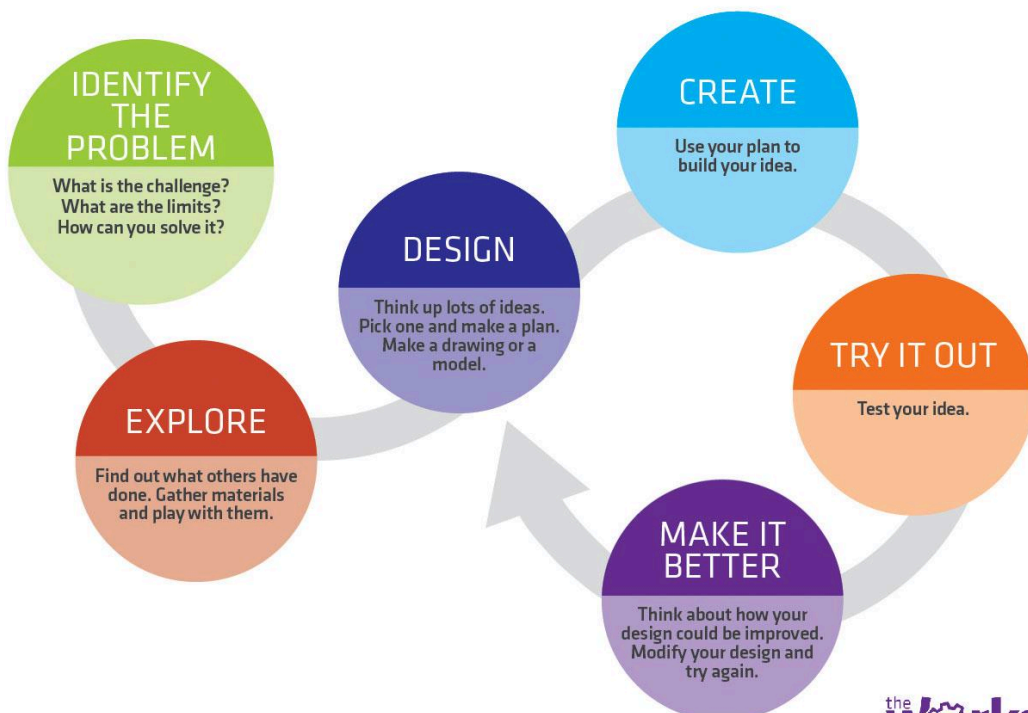 IDENTIFY
THE
PROBLEM
What is the challenge?
What are the limits?
How can you solve it?
EXPLORE
Find out what others have
done. Gather materials
and play with them.
DESIGN
Think up lots of ideas.
Pick one and make a plan.
Make a drawing or a
model.
CREATE
Use your plan to
build your idea.
TRY IT OUT
Test your idea.
MAKE IT
BETTER
Think about how your
design could be improved.
Modify your design and
try again.
the